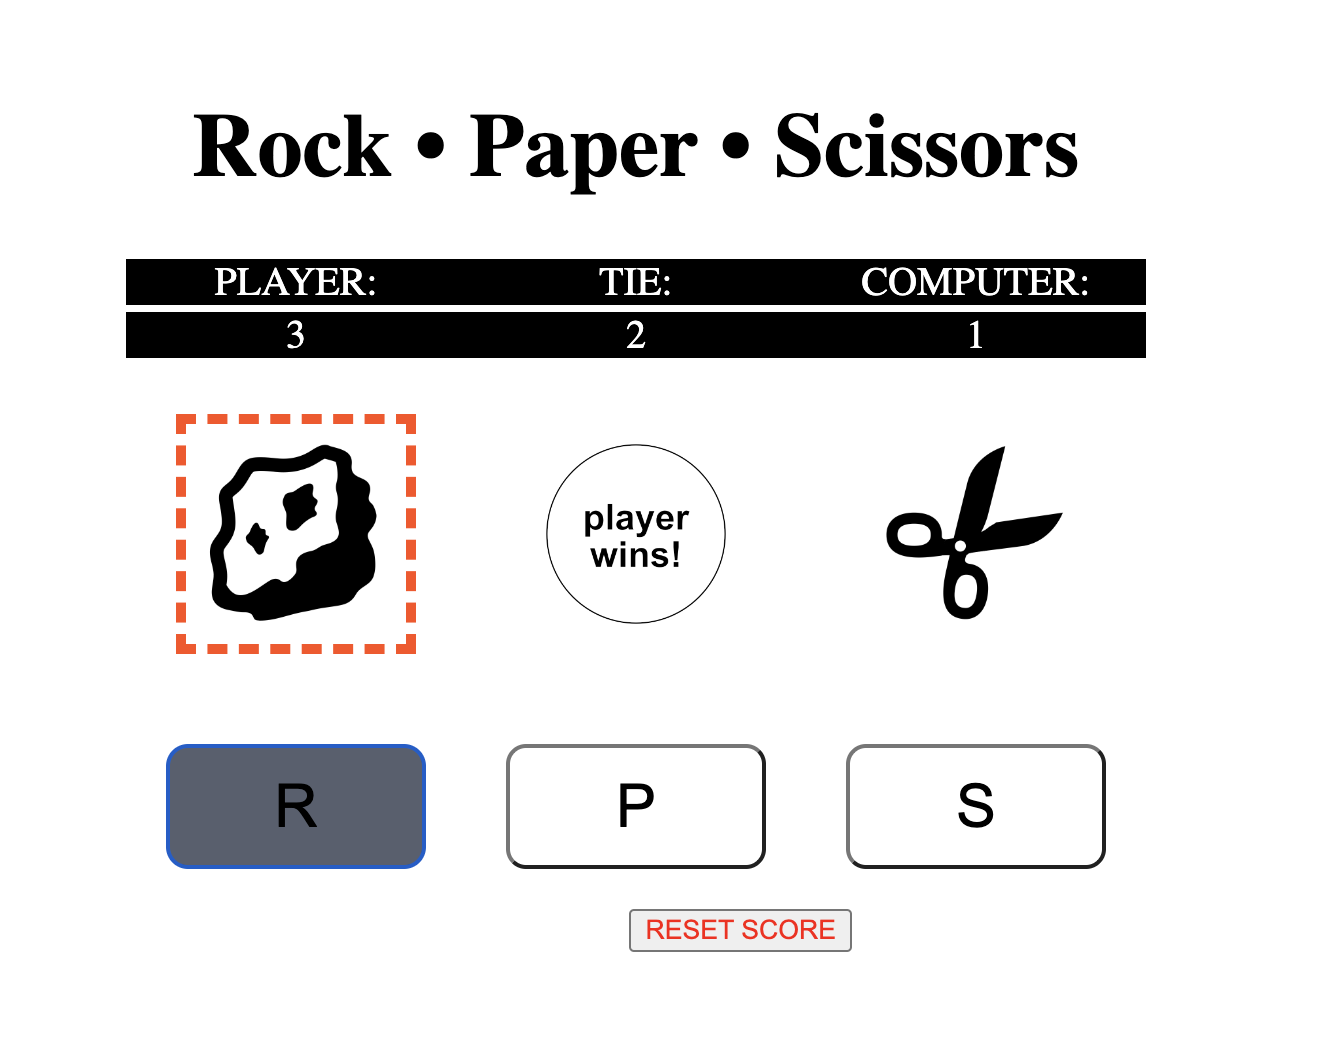 Rock • Paper • Scissors
PLAYER: TIE: COMPUTER:
3 2 1
player
wins!
R P S
RESET SCORE